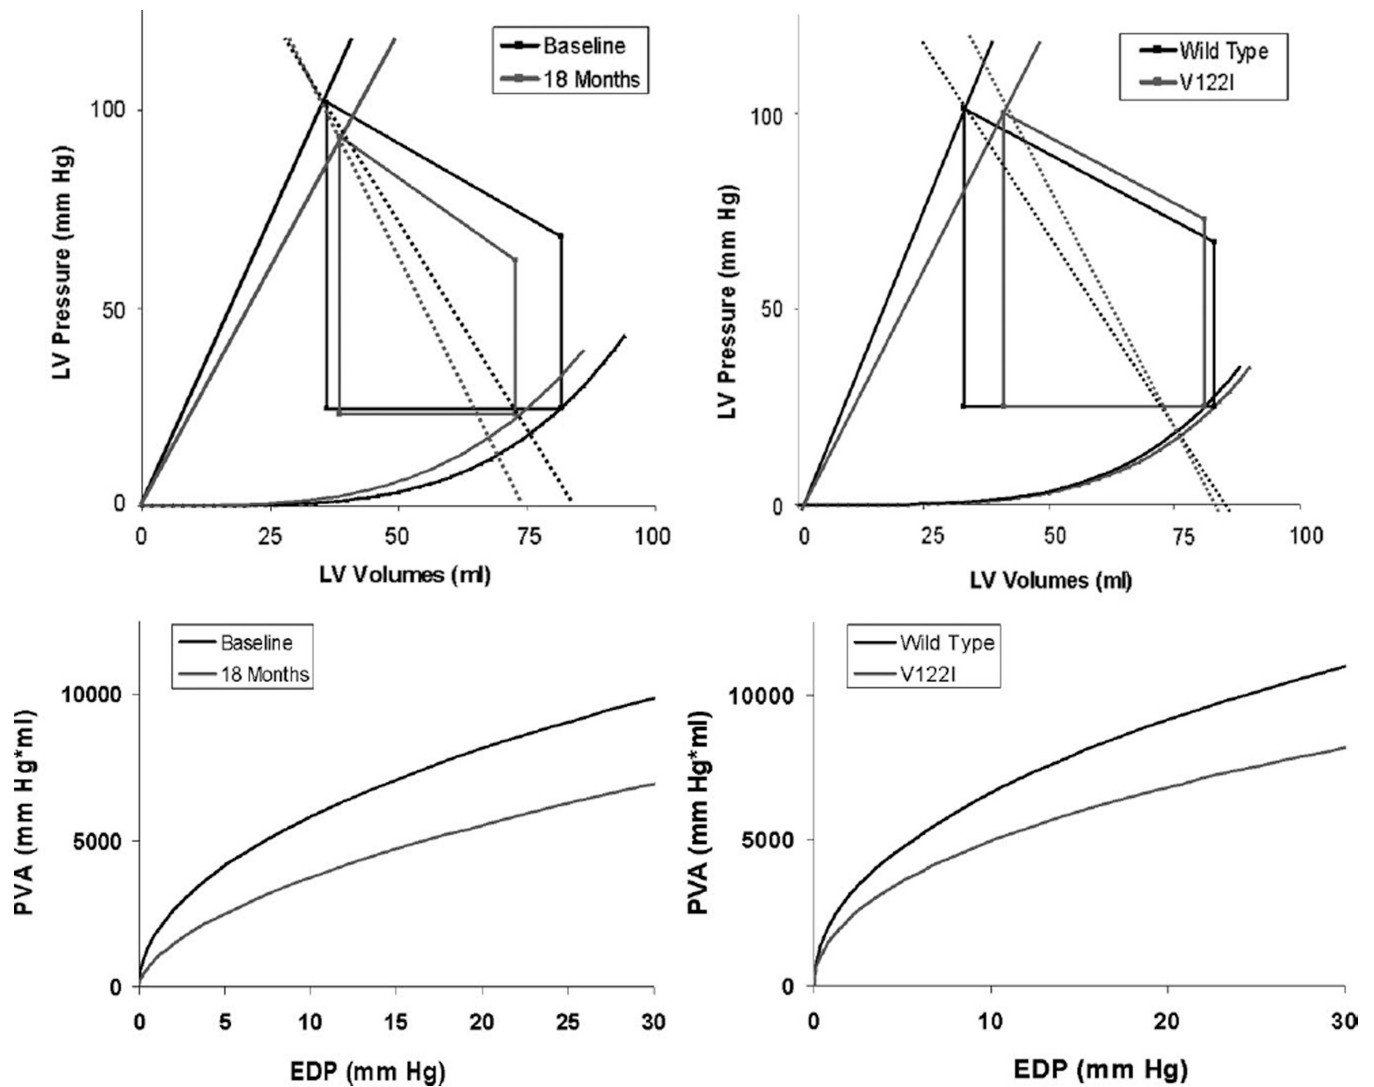 Baseline
18 Months
100
50
0
0
25
50
75
100
LV Pressure (mm Hg)
LV Volumes (ml)
Wild Type
V122I
100
50
0
0
25
50
75
100
LV Pressure (mm Hg)
LV Volumes (ml)
Baseline
18 Months
10000
5000
0
0
5
10
15
20
25
30
PVA (mm Hg*ml)
EDP (mm Hg)
Wild Type
V122I
10000
5000
0
0
10
20
30
PVA (mm Hg*ml)
EDP (mm Hg)